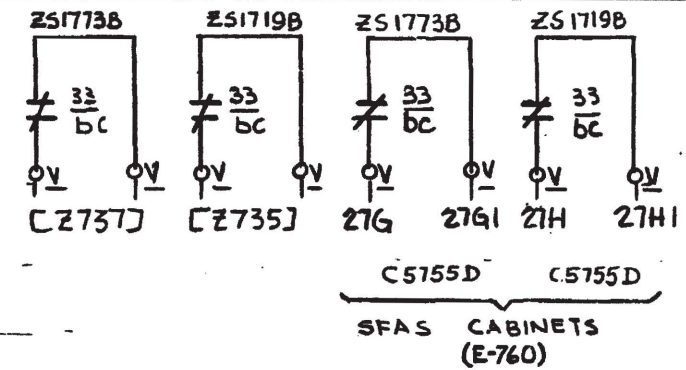 ZS1773B ZS1719B ZS1773B ZS1719B
33 33 33 33
bC bC bC bC
V V V V V V V V
[Z737] [Z735] 27G 27G1 27H 27H1
C5755D C5755D
SFAS CABINETS
(E-760)